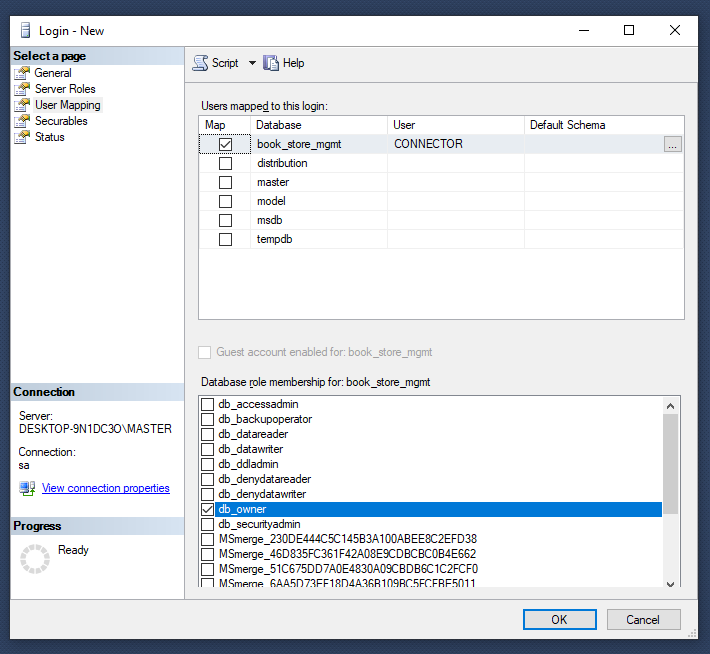 Login - New
Select a page
General
Server Roles
User Mapping
Securables
Status
Script
Help
Users mapped to this login:
Map Database User Default Schema
book_store_mgmt CONNECTOR ...
distribution
master
model
msdb
tempdb
Guest account enabled for: book_store_mgmt
Database role membership for: book_store_mgmt
db_accessadmin
db_backupoperator
db_datareader
db_datawriter
db_ddladmin
db_denydatareader
db_denydatawriter
db_owner
db_securityadmin
MSmerge_230DE444C5C145B3A100ABEE8C2EFD38
MSmerge_46D835FC361F42A08E9CDBCBC0B4E662
MSmerge_51C675DD7A0E4830A09CBDB6C1C2FCF0
Connection
Server:
DESKTOP-9N1DC3O\MASTER
Connection:
sa
View connection properties
Progress
Ready
OK
Cancel